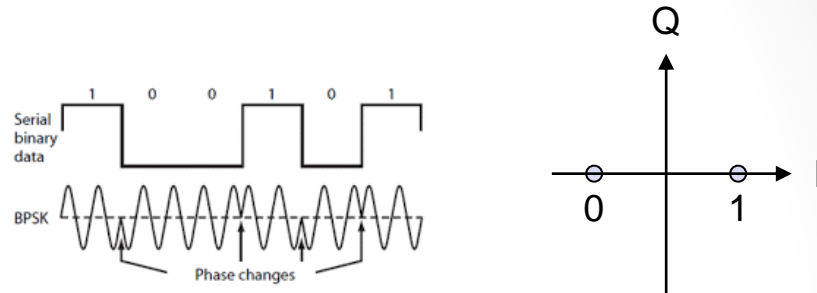 1 0 0 1 0 1
Serial
binary
data
BPSK
Phase changes
Q
0 1